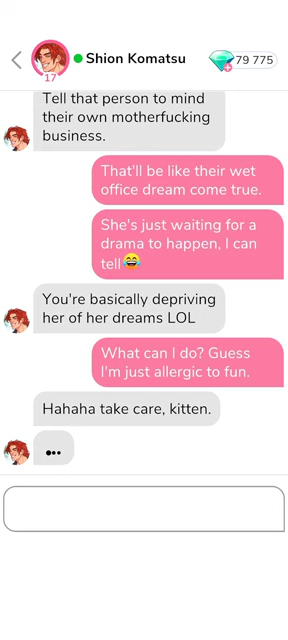 Shion Komatsu
79 775
17
Tell that person to mind
their own motherfucking
business.
That'll be like their wet
office dream come true.
She's just waiting for a
drama to happen, I can
tell😂
You're basically depriving
her of her dreams LOL
What can I do? Guess
I'm just allergic to fun.
Hahaha take care, kitten.